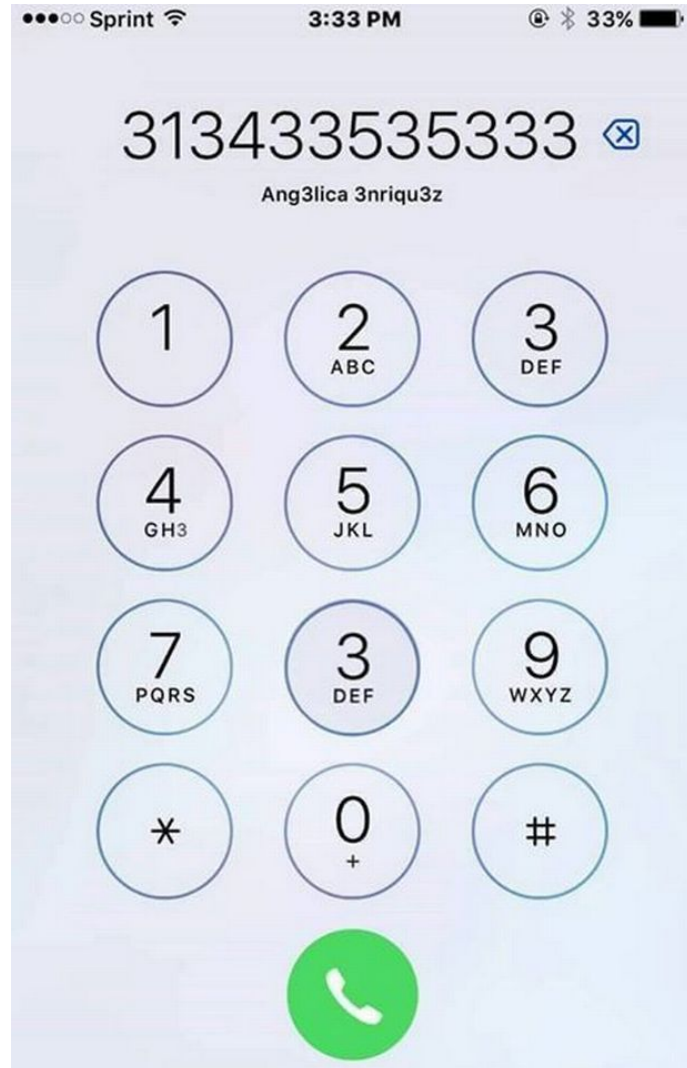 Sprint 3:33 PM 33%
313433535333
Ang3lica 3nriqu3z
1 2 3
ABC DEF
4 5 6
GH3 JKL MNO
7 3 9
PQRS DEF WXYZ
* 0 #
+